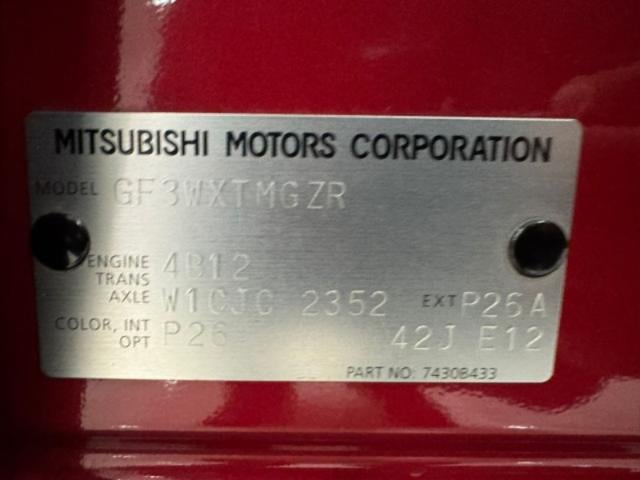 MITSUBISHI MOTORS CORPORATION
MODEL GF3WXTMGZR
ENGINE 4B12
TRANS
AXLE W1CJC 2352 EXT P26A
COLOR, INT P26 42J E12
OPT
PART NO: 7430B433